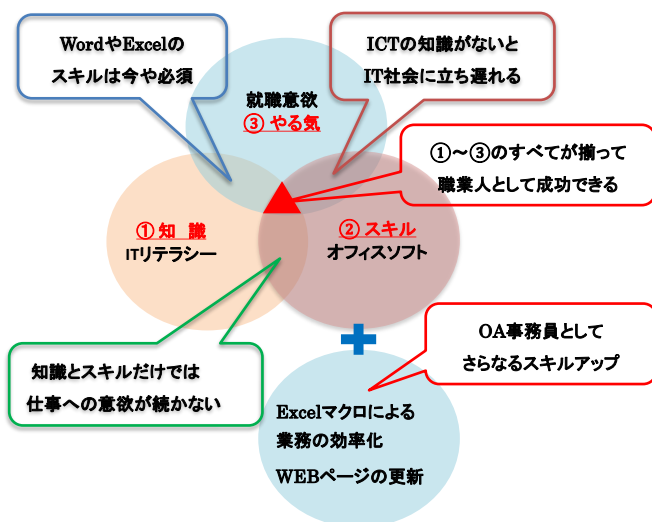 WordやExcelの
スキルは今や必須
ICTの知識がないと
IT社会に立ち遅れる
就職意欲
③ やる気
①～③のすべてが揃って
職業人として成功できる
① 知　識
ITリテラシー
② スキル
オフィスソフト
知識とスキルだけでは
仕事への意欲が続かない
OA事務員として
さらなるスキルアップ
Excelマクロによる
業務の効率化
WEBページの更新